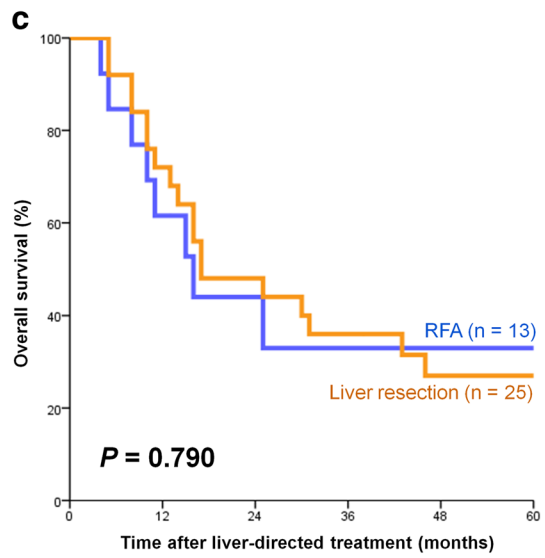 c
100
80
60
40
20
0
Overall survival (%)
RFA (n = 13)
Liver resection (n = 25)
P = 0.790
0 12 24 36 48 60
Time after liver-directed treatment (months)